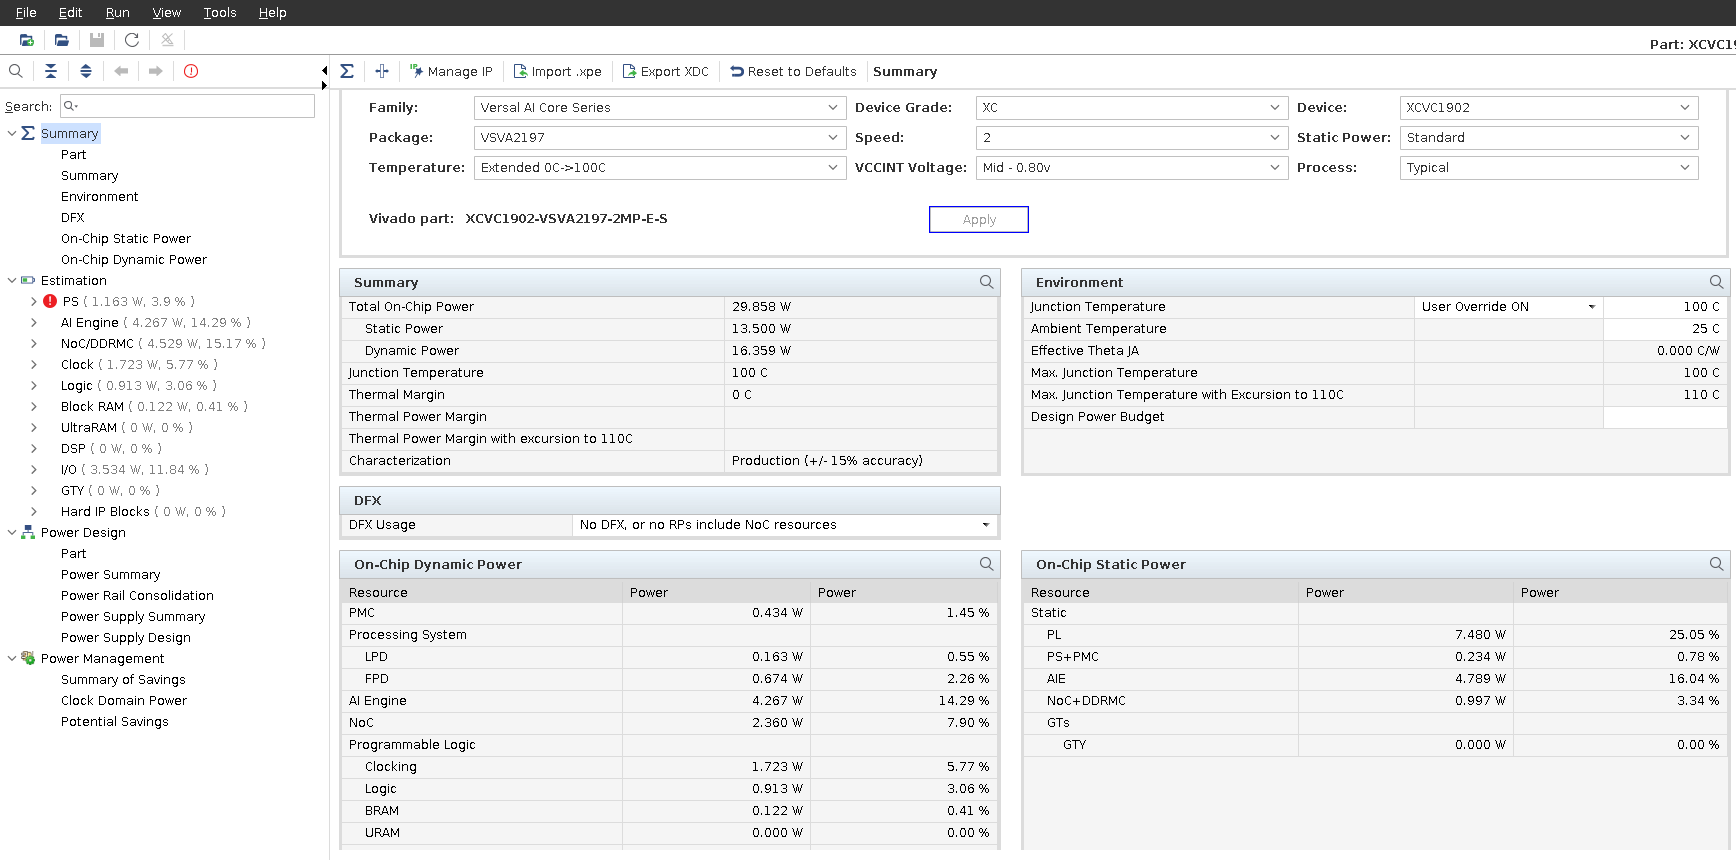 File Edit Run View Tools Help
Part: XCVC19
Manage IP Import .xpe Export XDC Reset to Defaults Summary
Search:
Summary
Part
Summary
Environment
DFX
On-Chip Static Power
On-Chip Dynamic Power
Estimation
PS ( 1.163 W, 3.9 % )
AI Engine ( 4.267 W, 14.29 % )
NoC/DDRMC ( 4.529 W, 15.17 % )
Clock ( 1.723 W, 5.77 % )
Logic ( 0.913 W, 3.06 % )
Block RAM ( 0.122 W, 0.41 % )
UltraRAM ( 0 W, 0 % )
DSP ( 0 W, 0 % )
I/O ( 3.534 W, 11.84 % )
GTY ( 0 W, 0 % )
Hard IP Blocks ( 0 W, 0 % )
Power Design
Part
Power Summary
Power Rail Consolidation
Power Supply Summary
Power Supply Design
Power Management
Summary of Savings
Clock Domain Power
Potential Savings
Family: Versal AI Core Series Device Grade: XC Device: XCVC1902
Package: VSVA2197 Speed: 2 Static Power: Standard
Temperature: Extended 0C->100C VCCINT Voltage: Mid - 0.80v Process: Typical
Vivado part: XCVC1902-VSVA2197-2MP-E-S Apply
Summary
Total On-Chip Power 29.858 W
Static Power 13.500 W
Dynamic Power 16.359 W
Junction Temperature 100 C
Thermal Margin 0 C
Thermal Power Margin
Thermal Power Margin with excursion to 110C
Characterization Production (+/- 15% accuracy)
Environment
Junction Temperature User Override ON 100 C
Ambient Temperature 25 C
Effective Theta JA 0.000 C/W
Max. Junction Temperature 100 C
Max. Junction Temperature with Excursion to 110C 110 C
Design Power Budget
DFX
DFX Usage No DFX, or no RPs include NoC resources
On-Chip Dynamic Power
Resource Power Power
PMC 0.434 W 1.45 %
Processing System
LPD 0.163 W 0.55 %
FPD 0.674 W 2.26 %
AI Engine 4.267 W 14.29 %
NoC 2.360 W 7.90 %
Programmable Logic
Clocking 1.723 W 5.77 %
Logic 0.913 W 3.06 %
BRAM 0.122 W 0.41 %
URAM 0.000 W 0.00 %
On-Chip Static Power
Resource Power Power
Static
PL 7.480 W 25.05 %
PS+PMC 0.234 W 0.78 %
AIE 4.789 W 16.04 %
NoC+DDRMC 0.997 W 3.34 %
GTs
GTY 0.000 W 0.00 %